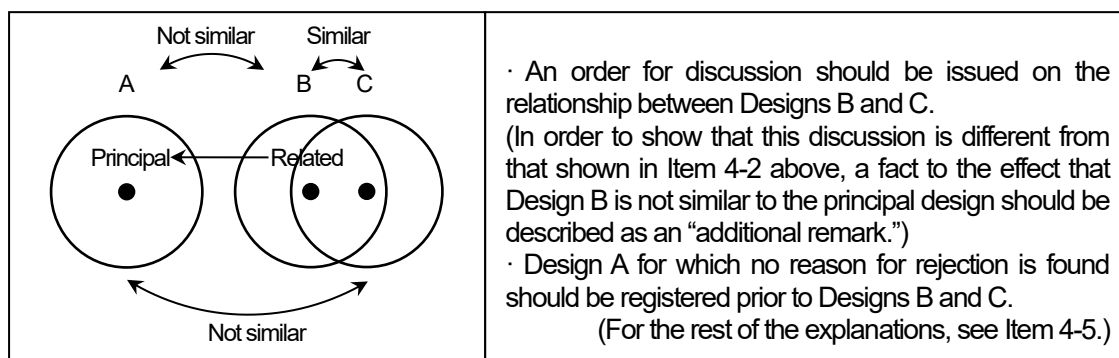 Not similar Similar
A B C
Principal Related
Not similar
· An order for discussion should be issued on the
relationship between Designs B and C.
(In order to show that this discussion is different from
that shown in Item 4-2 above, a fact to the effect that
Design B is not similar to the principal design should be
described as an “additional remark.”)
· Design A for which no reason for rejection is found
should be registered prior to Designs B and C.
(For the rest of the explanations, see Item 4-5.)